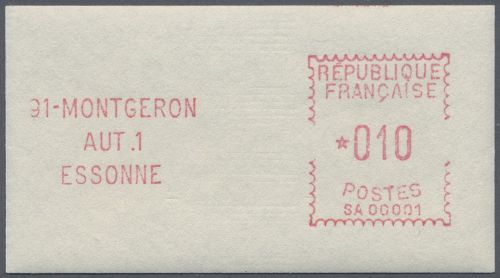 91-MONTGERON
AUT.1
ESSONNE
RÉPUBLIQUE
FRANÇAISE
*010
POSTES
SA 00001